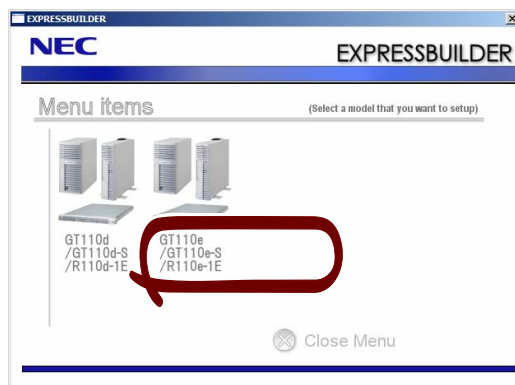 EXPRESSBUILDER
NEC
EXPRESSBUILDER
Menu items
(Select a model that you want to setup)
GT110d
/GT110d-S
/R110d-1E
GT110e
/GT110e-S
/R110e-1E
Close Menu